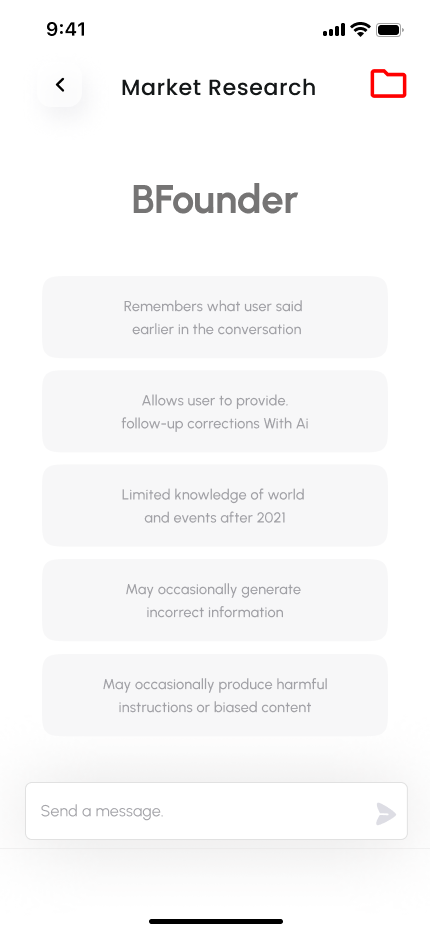 9:41
Market Research
BFounder
Remembers what user said
earlier in the conversation
Allows user to provide.
follow-up corrections With Ai
Limited knowledge of world
and events after 2021
May occasionally generate
incorrect information
May occasionally produce harmful
instructions or biased content
Send a message.